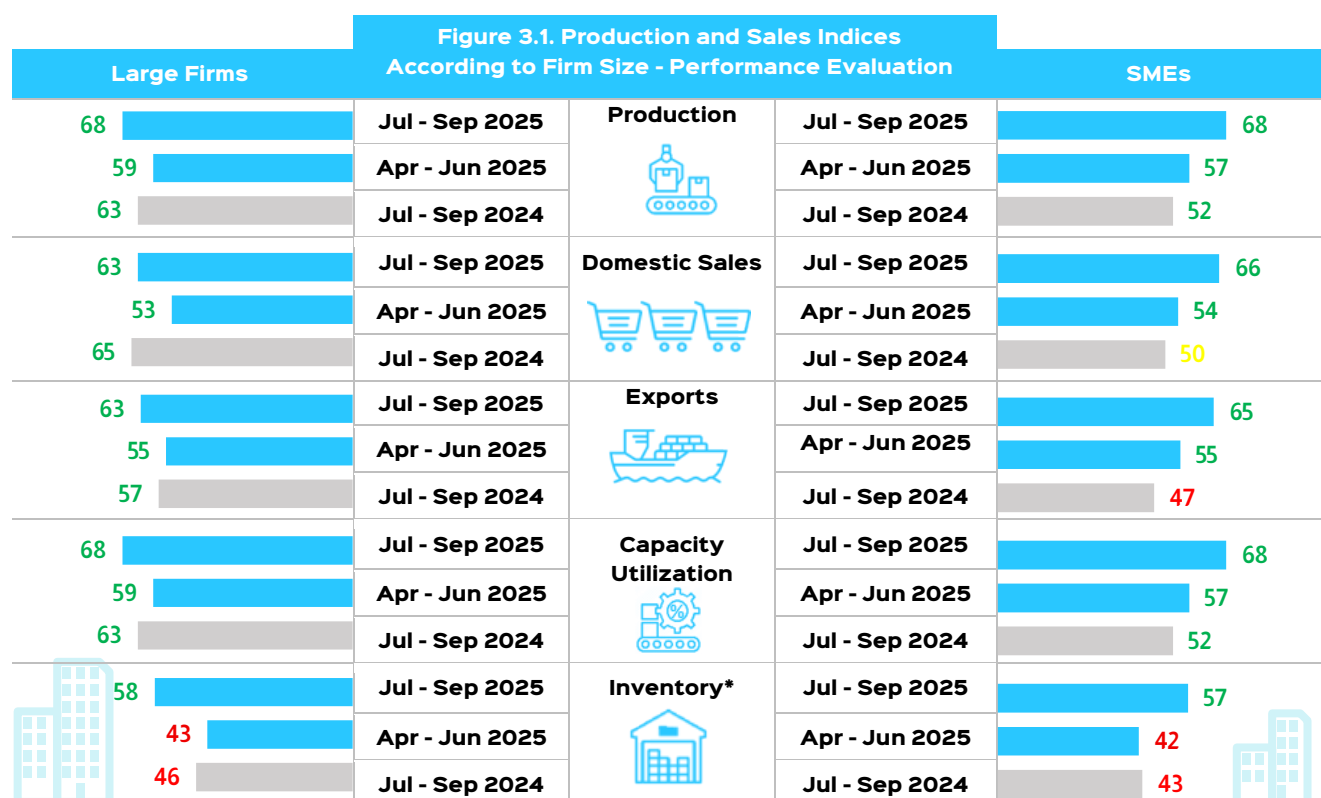 Figure 3.1. Production and Sales Indices
According to Firm Size - Performance Evaluation
Large Firms
SMEs
Production
68 Jul - Sep 2025 Jul - Sep 2025 68
59 Apr - Jun 2025 Apr - Jun 2025 57
63 Jul - Sep 2024 Jul - Sep 2024 52
Domestic Sales
63 Jul - Sep 2025 Jul - Sep 2025 66
53 Apr - Jun 2025 Apr - Jun 2025 54
65 Jul - Sep 2024 Jul - Sep 2024 50
Exports
63 Jul - Sep 2025 Jul - Sep 2025 65
55 Apr - Jun 2025 Apr - Jun 2025 55
57 Jul - Sep 2024 Jul - Sep 2024 47
Capacity
Utilization
%
68 Jul - Sep 2025 Jul - Sep 2025 68
59 Apr - Jun 2025 Apr - Jun 2025 57
63 Jul - Sep 2024 Jul - Sep 2024 52
Inventory*
58 Jul - Sep 2025 Jul - Sep 2025 57
43 Apr - Jun 2025 Apr - Jun 2025 42
46 Jul - Sep 2024 Jul - Sep 2024 43